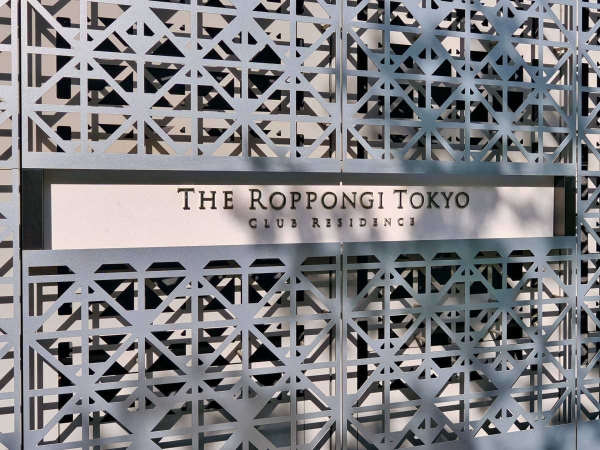 THE ROPPONGI TOKYO
CLUB RESIDENCE